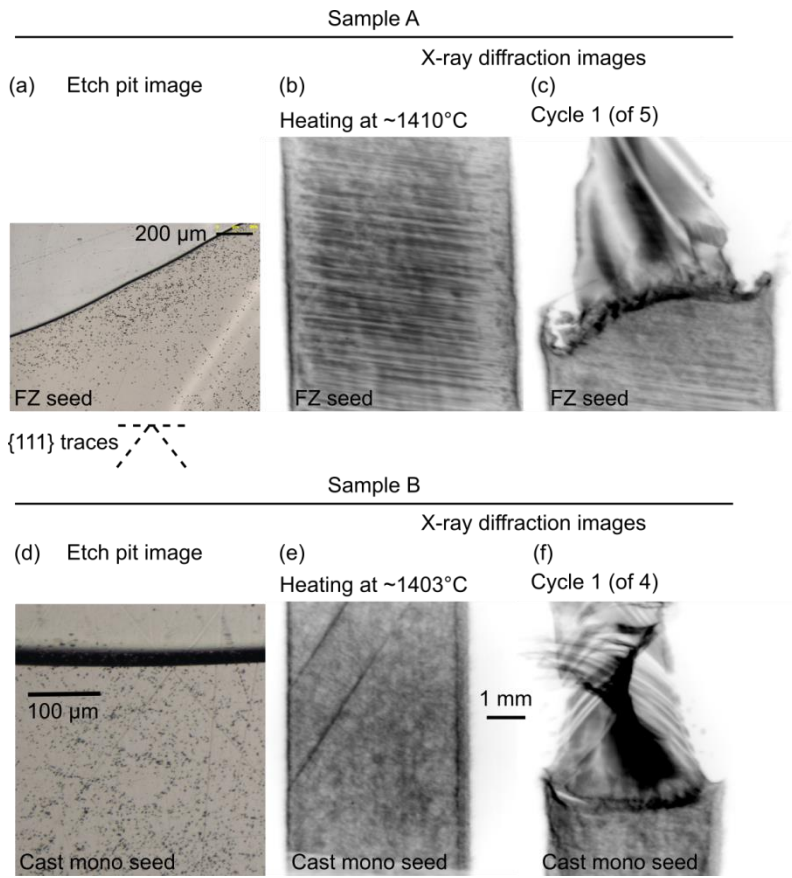 Sample A
X-ray diffraction images
(a) Etch pit image
(b)
(c)
Heating at ~1410°C
Cycle 1 (of 5)
200 µm
FZ seed
FZ seed
FZ seed
{111} traces
Sample B
X-ray diffraction images
(d) Etch pit image
(e)
(f)
Heating at ~1403°C
Cycle 1 (of 4)
100 µm
1 mm
Cast mono seed
Cast mono seed
Cast mono seed